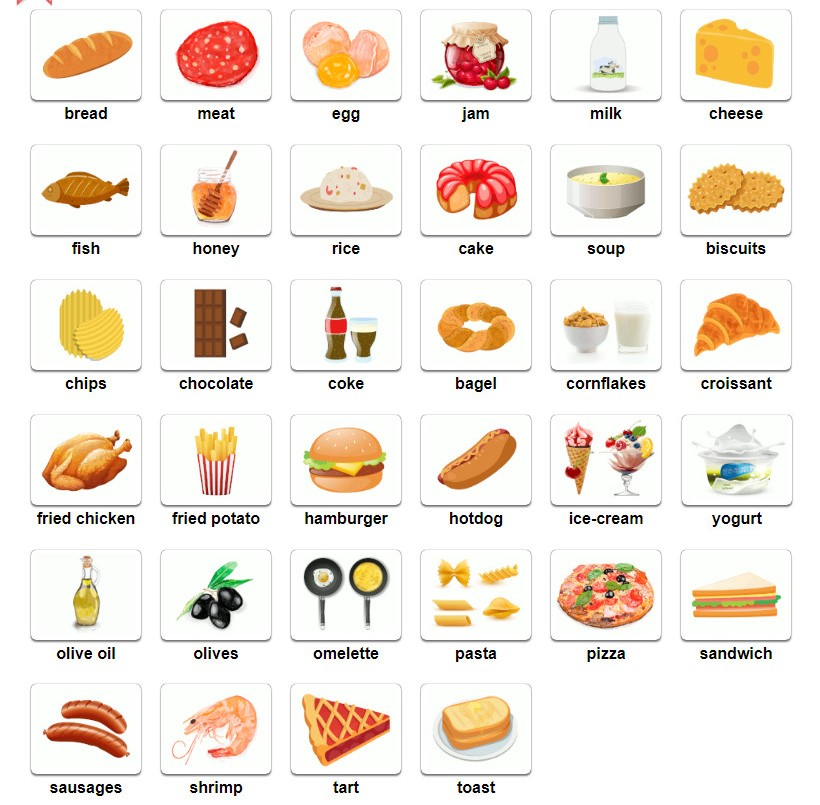 bread meat egg jam milk cheese
fish honey rice cake soup biscuits
chips chocolate coke bagel cornflakes croissant
fried chicken fried potato hamburger hotdog ice-cream yogurt
olive oil olives omelette pasta pizza sandwich
sausages shrimp tart toast